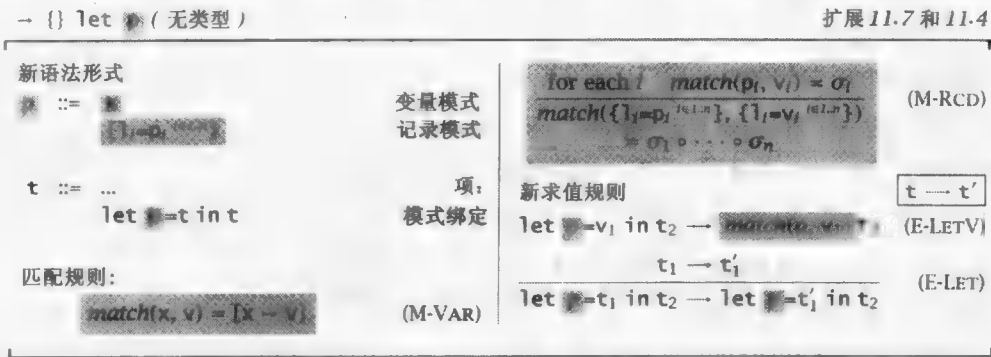 → {} let p (无类型) 扩展11.7和11.4
新语法形式
p ::= x 变量模式
{lᵢ=pᵢ ⁱ∈¹··ⁿ} 记录模式
t ::= ... 项:
let p=t in t 模式绑定
匹配规则:
match(x, v) = [x ↦ v] (M-VAR)
for each i match(pᵢ, vᵢ) = σᵢ
match({lᵢ=pᵢ ⁱ∈¹··ⁿ}, {lᵢ=vᵢ ⁱ∈¹··ⁿ}) (M-RCD)
= σ₁ ∘ ··· ∘ σₙ
新求值规则 t → t′
let p=v₁ in t₂ → (E-LETV)
t₁ → t₁′
let p=t₁ in t₂ → let p=t₁′ in t₂ (E-LET)